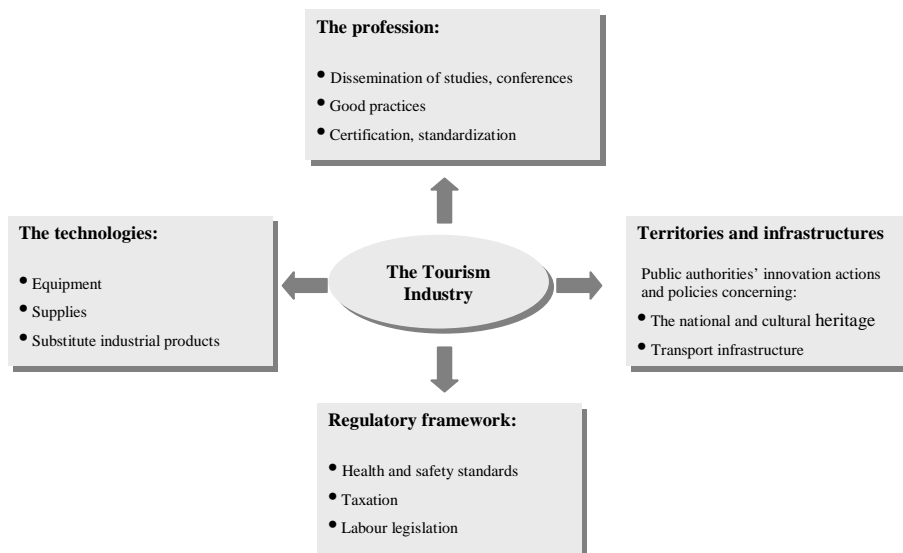 The profession:
• Dissemination of studies, conferences
• Good practices
• Certification, standardization
The technologies:
• Equipment
• Supplies
• Substitute industrial products
The Tourism
Industry
Territories and infrastructures
Public authorities’ innovation actions
and policies concerning:
• The national and cultural heritage
• Transport infrastructure
Regulatory framework:
• Health and safety standards
• Taxation
• Labour legislation